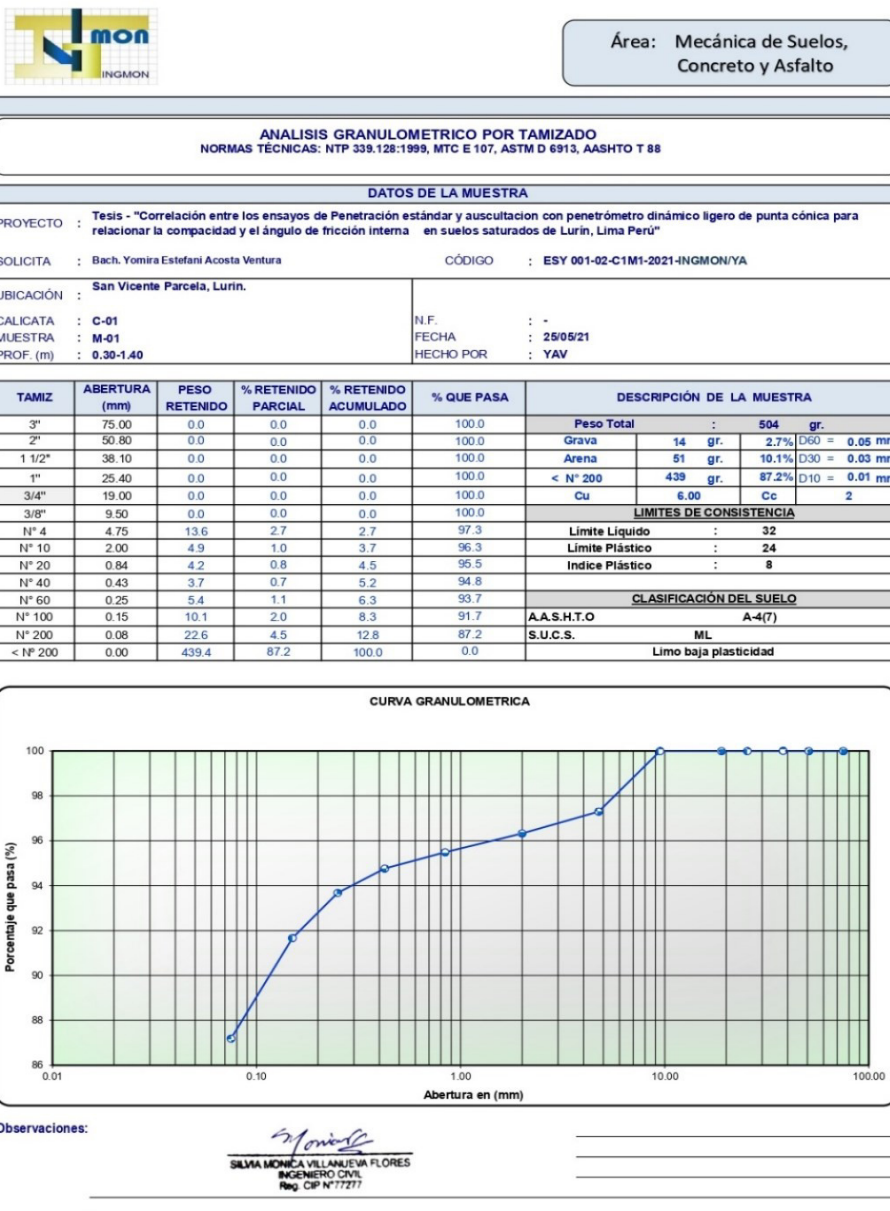 mon
INGMON
Área: Mecánica de Suelos,
Concreto y Asfalto
ANALISIS GRANULOMETRICO POR TAMIZADO
NORMAS TÉCNICAS: NTP 339.128:1999, MTC E 107, ASTM D 6913, AASHTO T 88
DATOS DE LA MUESTRA
PROYECTO : Tesis - "Correlación entre los ensayos de Penetración estándar y auscultacion con penetrómetro dinámico ligero de punta cónica para
relacionar la compacidad y el ángulo de fricción interna en suelos saturados de Lurín, Lima Perú"
SOLICITA : Bach. Yomira Estefani Acosta Ventura CÓDIGO : ESY 001-02-C1M1-2021-INGMON/YA
UBICACIÓN : San Vicente Parcela, Lurin.
CALICATA : C-01 N.F. : -
MUESTRA : M-01 FECHA : 25/05/21
PROF. (m) : 0.30-1.40 HECHO POR : YAV
TAMIZ ABERTURA (mm) PESO RETENIDO % RETENIDO PARCIAL % RETENIDO ACUMULADO % QUE PASA DESCRIPCIÓN DE LA MUESTRA
3" 75.00 0.0 0.0 0.0 100.0 Peso Total : 504 gr.
2" 50.80 0.0 0.0 0.0 100.0 Grava 14 gr. 2.7% D60 = 0.05 mm
1 1/2" 38.10 0.0 0.0 0.0 100.0 Arena 51 gr. 10.1% D30 = 0.03 mm
1" 25.40 0.0 0.0 0.0 100.0 < N° 200 439 gr. 87.2% D10 = 0.01 mm
3/4" 19.00 0.0 0.0 0.0 100.0 Cu 6.00 Cc 2
3/8" 9.50 0.0 0.0 0.0 100.0 LIMITES DE CONSISTENCIA
N° 4 4.75 13.6 2.7 2.7 97.3 Límite Líquido : 32
N° 10 2.00 4.9 1.0 3.7 96.3 Límite Plástico : 24
N° 20 0.84 4.2 0.8 4.5 95.5 Indice Plástico : 8
N° 40 0.43 3.7 0.7 5.2 94.8
N° 60 0.25 5.4 1.1 6.3 93.7 CLASIFICACIÓN DEL SUELO
N° 100 0.15 10.1 2.0 8.3 91.7 A.A.S.H.T.O A-4(7)
N° 200 0.08 22.6 4.5 12.8 87.2 S.U.C.S. ML
< Nº 200 0.00 439.4 87.2 100.0 0.0 Limo baja plasticidad
CURVA GRANULOMETRICA
Porcentaje que pasa (%)
100
98
96
94
92
90
88
86
0.01 0.10 1.00 10.00 100.00
Abertura en (mm)
Observaciones:
SILVIA MONICA VILLANUEVA FLORES
INGENIERO CIVIL
Reg. CIP N°77277